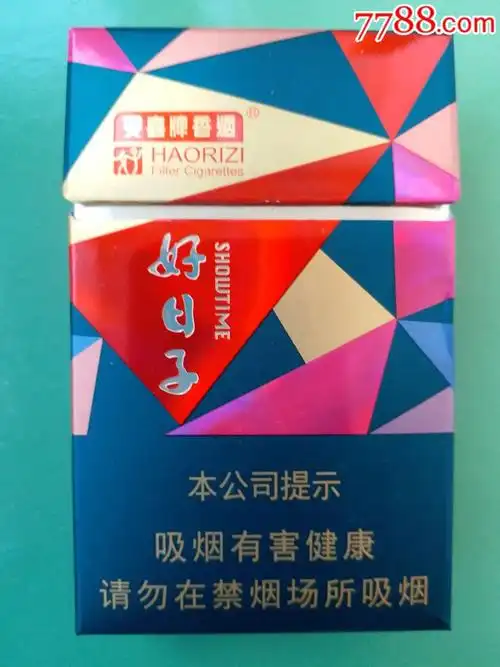 7788.com
雙喜牌香烟®
HAORIZI
Filter Cigarettes
好日子
SHOWTIME
本公司提示
吸烟有害健康
请勿在禁烟场所吸烟